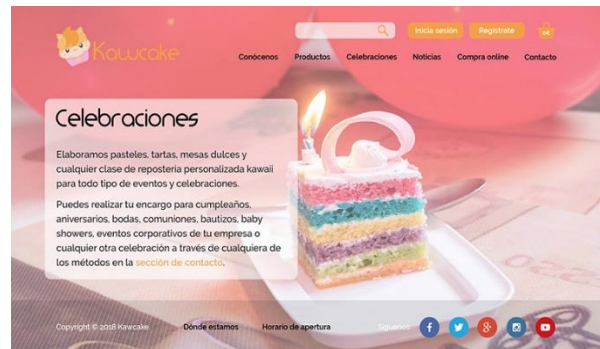 Kawcake
Inicia sesión
Regístrate
0€
Conócenos
Productos
Celebraciones
Noticias
Compra online
Contacto
Celebraciones
Elaboramos pasteles, tartas, mesas dulces y
cualquier clase de repostería personalizada kawaii
para todo tipo de eventos y celebraciones.
Puedes realizar tu encargo para cumpleaños,
aniversarios, bodas, comuniones, bautizos, baby
showers, eventos corporativos de tu empresa o
cualquier otra celebración a través de cualquiera de
los métodos en la sección de contacto.
Copyright © 2018 Kawcake
Dónde estamos
Horario de apertura
Síguenos